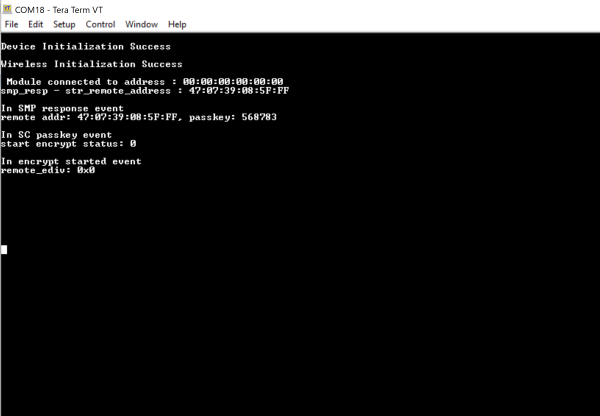 COM18 - Tera Term VT
File Edit Setup Control Window Help
Device Initialization Success
Wireless Initialization Success
Module connected to address : 00:00:00:00:00:00
smp_resp - str_remote_address : 47:07:39:08:5F:FF
In SMP response event
remote addr: 47:07:39:08:5F:FF, passkey: 568783
In SC passkey event
start encrypt status: 0
In encrypt started event
remote_ediv: 0x0